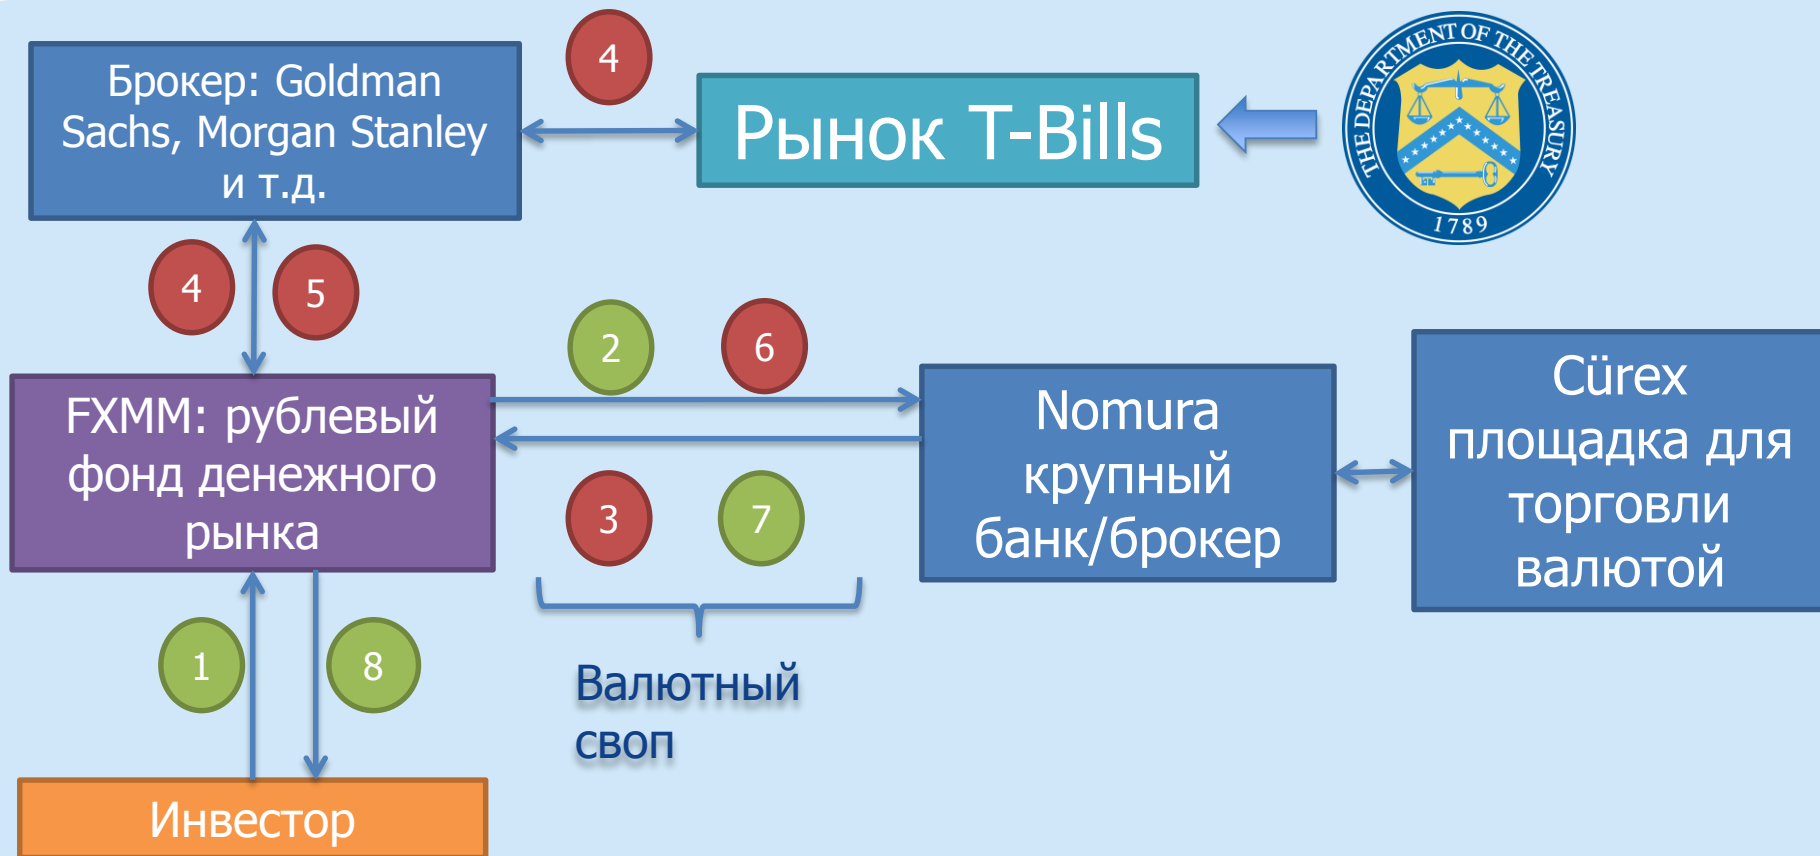 4
Брокер: Goldman
Sachs, Morgan Stanley
и т.д.
Рынок T-Bills
THE DEPARTMENT OF THE TREASURY
1789
4
5
2
6
FXMM: рублевый
фонд денежного
рынка
Nomura
крупный
банк/брокер
Cürex
площадка для
торговли
валютой
3
7
1
8
Валютный
своп
Инвестор